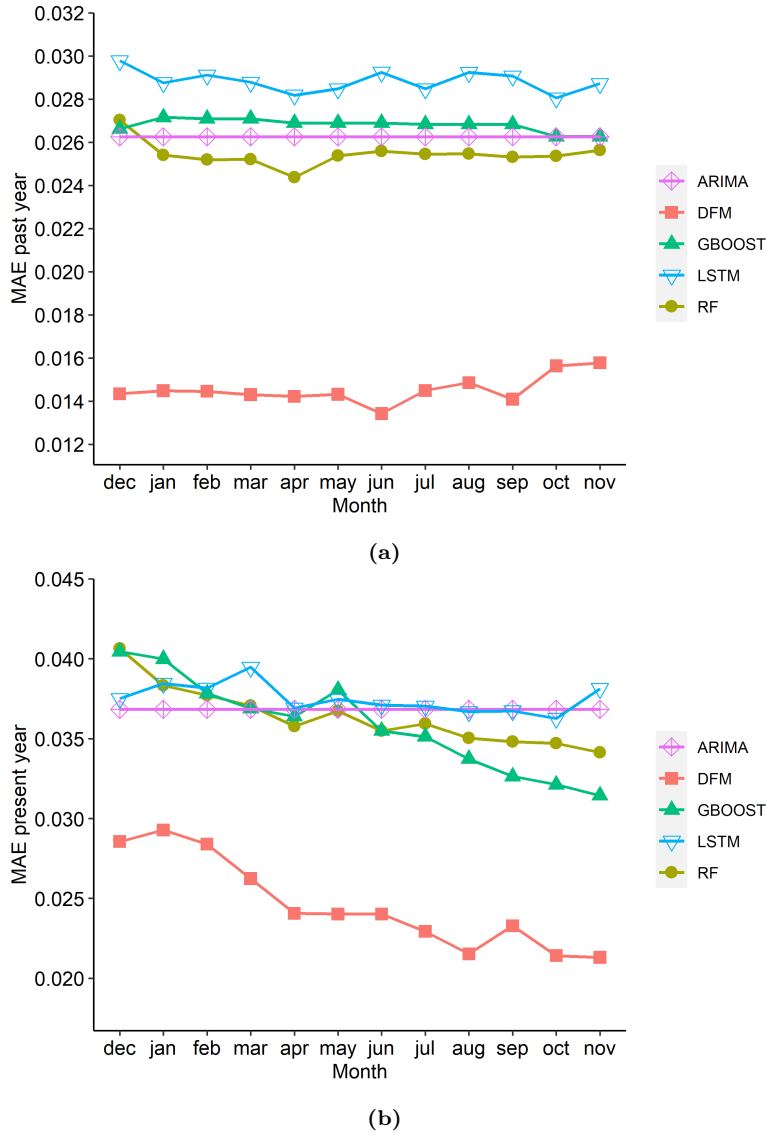 MAE past year
0.032
0.030
0.028
0.026
0.024
0.022
0.020
0.018
0.016
0.014
0.012
dec jan feb mar apr may jun jul aug sep oct nov
Month
ARIMA
DFM
GBOOST
LSTM
RF
(a)
MAE present year
0.045
0.040
0.035
0.030
0.025
0.020
dec jan feb mar apr may jun jul aug sep oct nov
Month
ARIMA
DFM
GBOOST
LSTM
RF
(b)